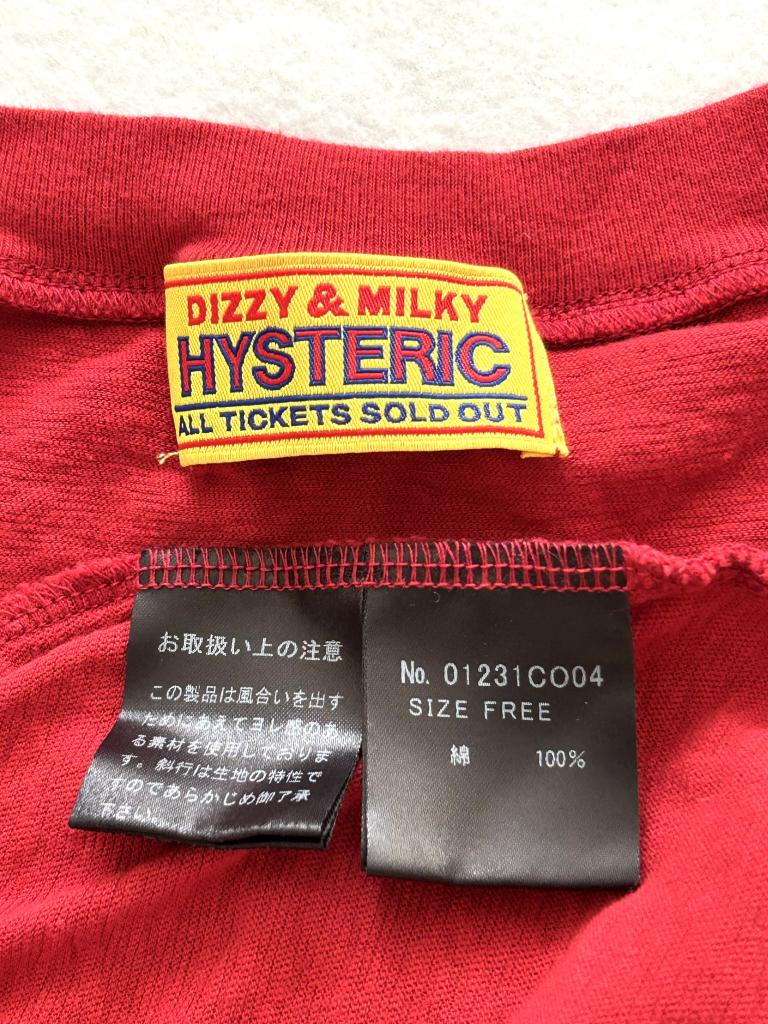 DIZZY & MILKY
HYSTERIC
ALL TICKETS SOLD OUT
お取扱い上の注意
この製品は風合いを出す
ためにあえてヨレ感のあ
る素材を使用しておりま
す。斜行は生地の特性で
すのであらかじめ御了承
下さい。
No. 01231CO04
SIZE FREE
綿 100%